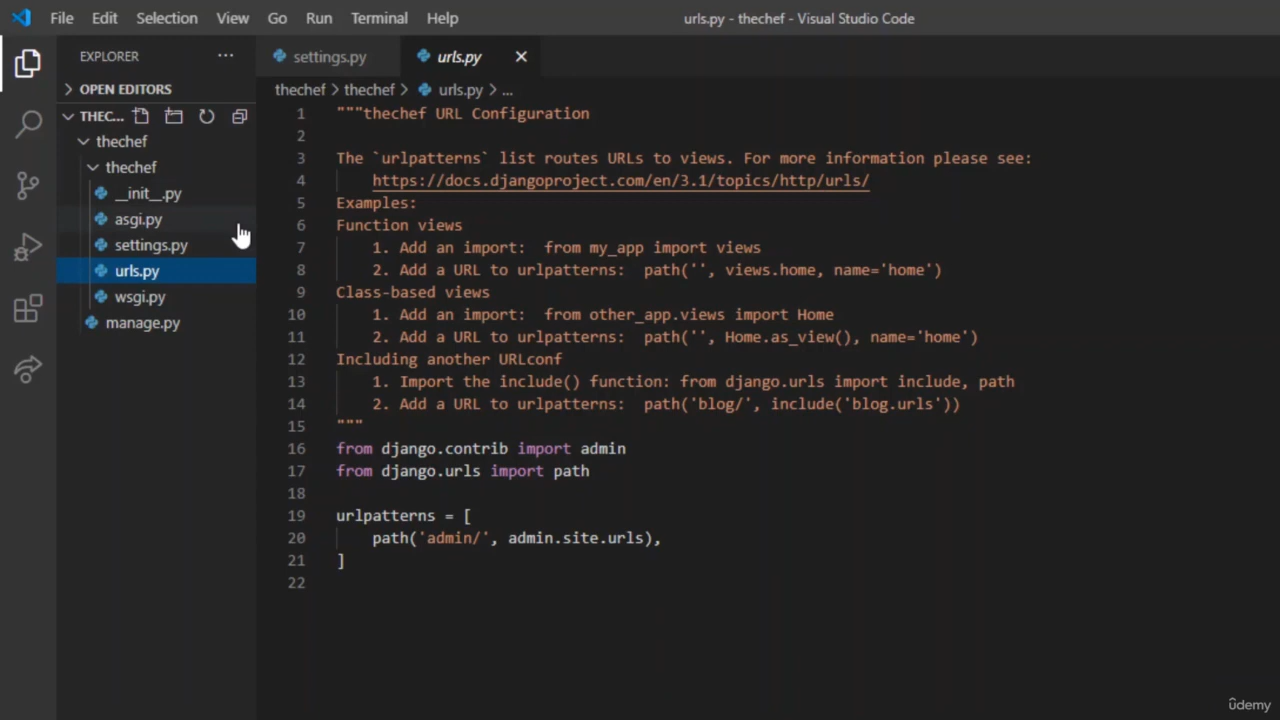 File Edit Selection View Go Run Terminal Help urls.py - thechef - Visual Studio Code
EXPLORER ···
settings.py urls.py
OPEN EDITORS
thechef > thechef > urls.py > ...
THEC...
thechef
thechef
__init__.py
asgi.py
settings.py
urls.py
wsgi.py
manage.py
1 """thechef URL Configuration
2
3 The `urlpatterns` list routes URLs to views. For more information please see:
4     https://docs.djangoproject.com/en/3.1/topics/http/urls/
5 Examples:
6 Function views
7     1. Add an import:  from my_app import views
8     2. Add a URL to urlpatterns:  path('', views.home, name='home')
9 Class-based views
10     1. Add an import:  from other_app.views import Home
11     2. Add a URL to urlpatterns:  path('', Home.as_view(), name='home')
12 Including another URLconf
13     1. Import the include() function: from django.urls import include, path
14     2. Add a URL to urlpatterns:  path('blog/', include('blog.urls'))
15 """
16 from django.contrib import admin
17 from django.urls import path
18
19 urlpatterns = [
20     path('admin/', admin.site.urls),
21 ]
22
ûdemy